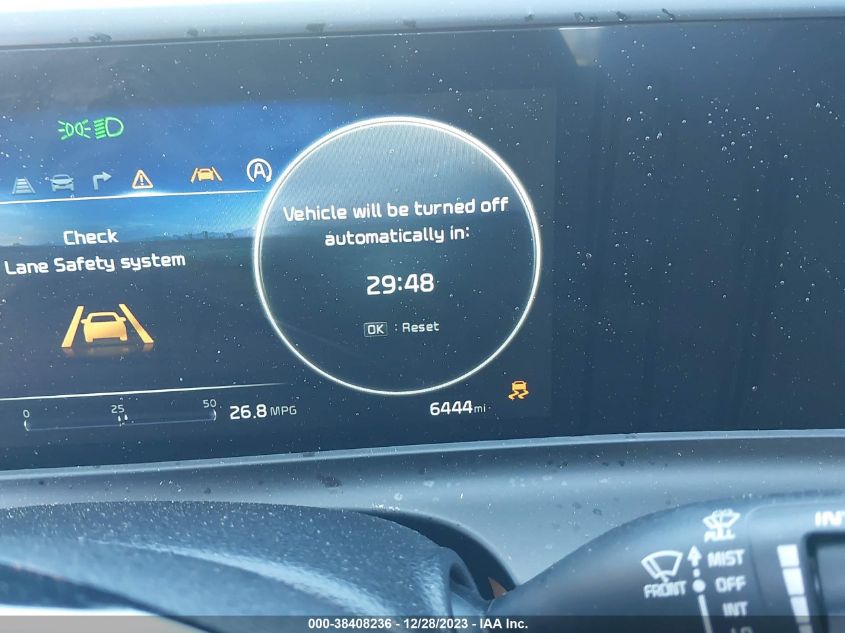 A
Vehicle will be turned off
automatically in:
29:48
OK : Reset
Check
Lane Safety system
0 25 50
26.8 MPG
6444 mi
PULL
MIST
FRONT OFF
INT
LO
000-38408236 - 12/28/2023 - IAA Inc.